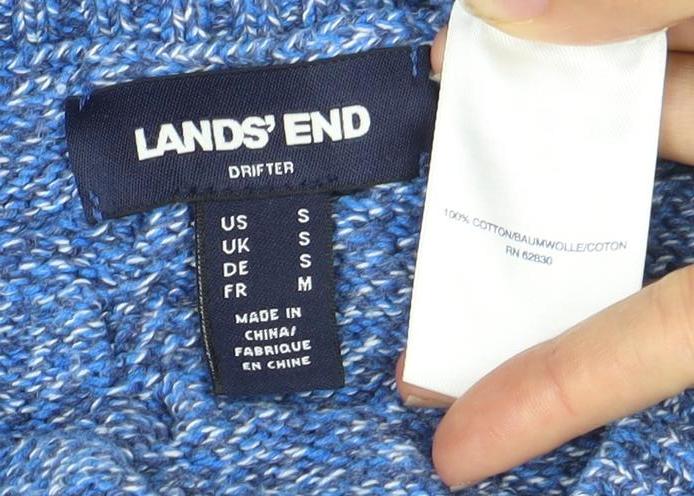 LANDS' END
DRIFTER
US S
UK S
DE S
FR M
MADE IN
CHINA/
FABRIQUE
EN CHINE
100% COTTON/BAUMWOLLE/COTON
RN 62830